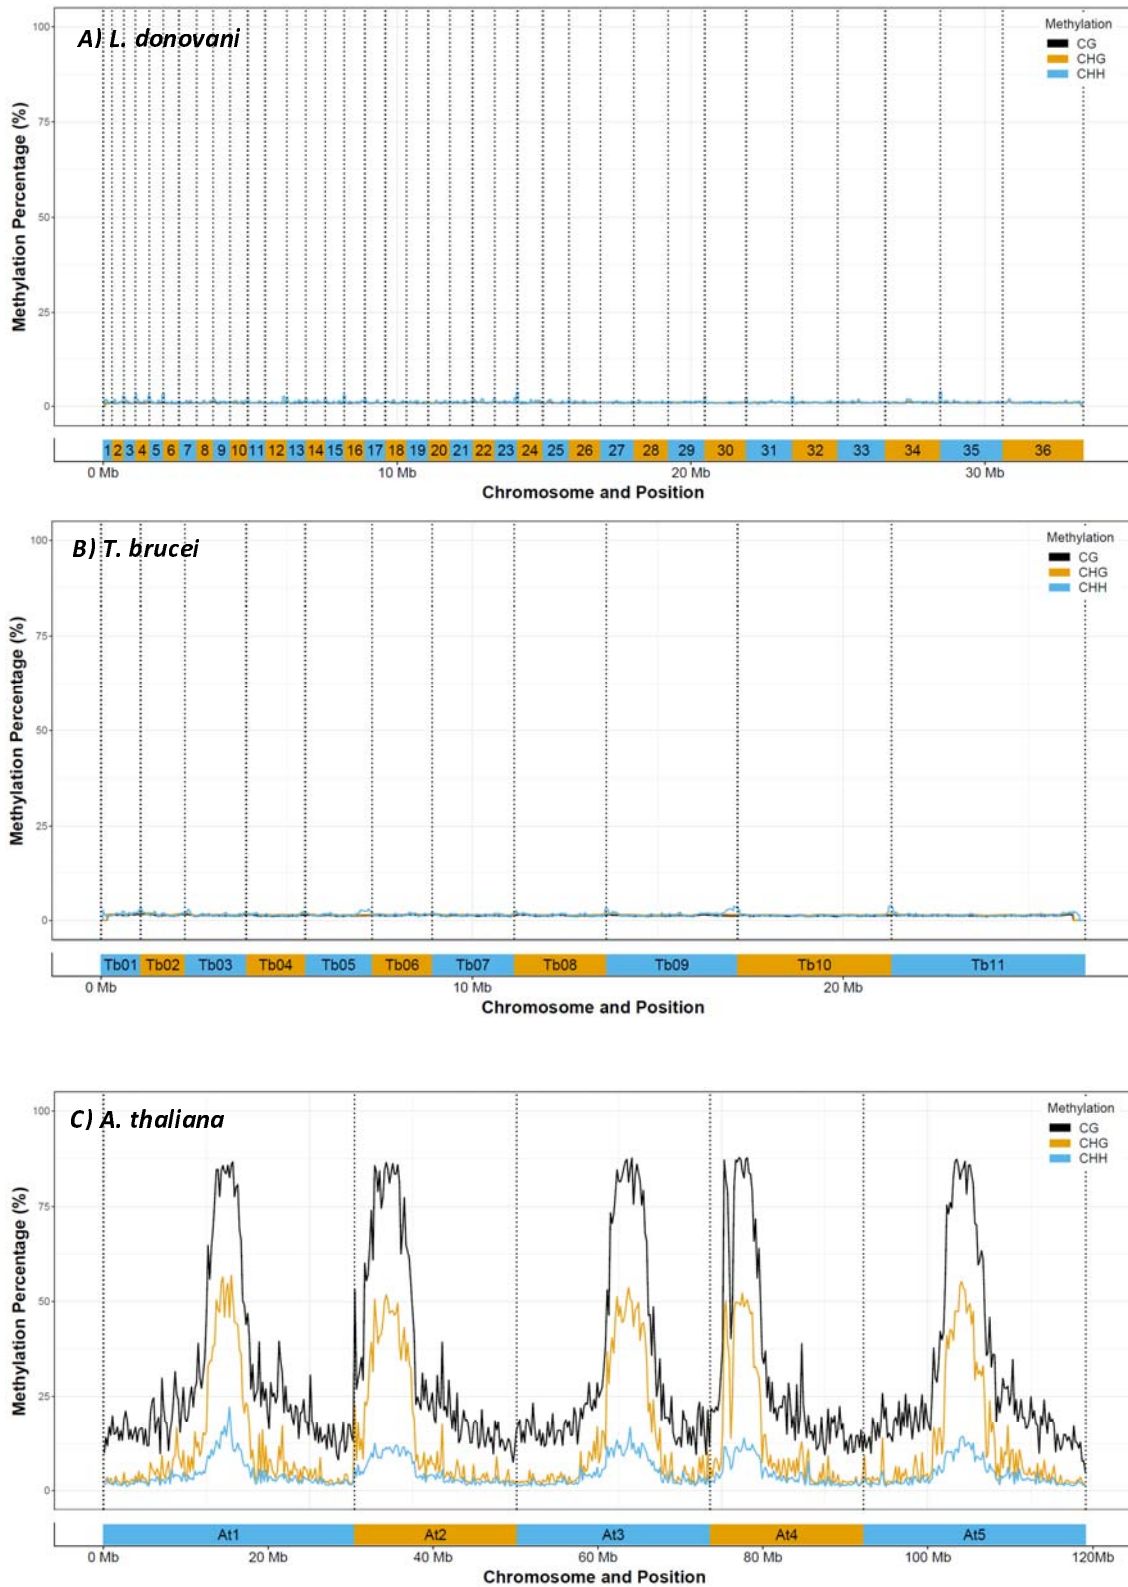 A) L. donovani
Methylation
CG
CHG
CHH
100
75
50
25
0
Methylation Percentage (%)
1 2 3 4 5 6 7 8 9 10 11 12 13 14 15 16 17 18 19 20 21 22 23 24 25 26 27 28 29 30 31 32 33 34 35 36
0 Mb 10 Mb 20 Mb 30 Mb
Chromosome and Position
B) T. brucei
Methylation
CG
CHG
CHH
100
75
50
25
0
Methylation Percentage (%)
Tb01 Tb02 Tb03 Tb04 Tb05 Tb06 Tb07 Tb08 Tb09 Tb10 Tb11
0 Mb 10 Mb 20 Mb
Chromosome and Position
C) A. thaliana
Methylation
CG
CHG
CHH
100
75
50
25
0
Methylation Percentage (%)
At1 At2 At3 At4 At5
0 Mb 20 Mb 40 Mb 60 Mb 80 Mb 100 Mb 120Mb
Chromosome and Position